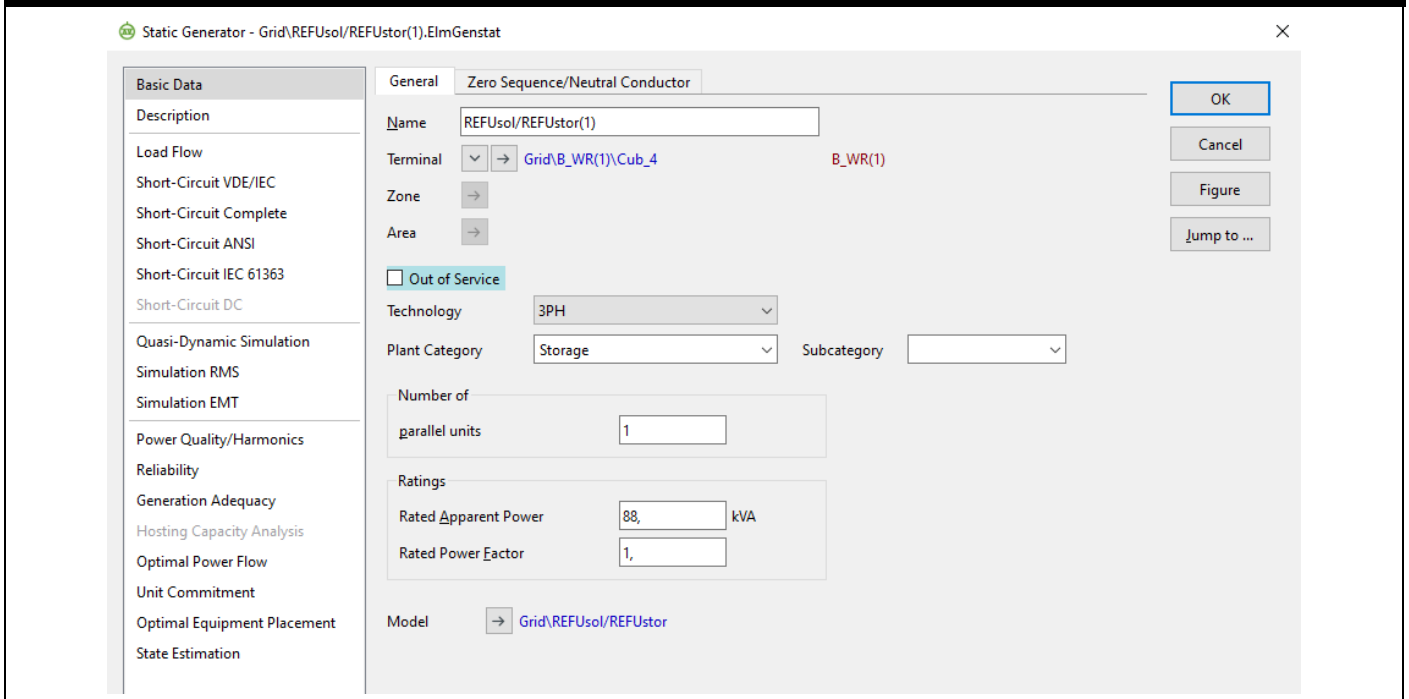 Static Generator - Grid\REFUsol/REFUstor(1).ElmGenstat
Basic Data
Description
Load Flow
Short-Circuit VDE/IEC
Short-Circuit Complete
Short-Circuit ANSI
Short-Circuit IEC 61363
Short-Circuit DC
Quasi-Dynamic Simulation
Simulation RMS
Simulation EMT
Power Quality/Harmonics
Reliability
Generation Adequacy
Hosting Capacity Analysis
Optimal Power Flow
Unit Commitment
Optimal Equipment Placement
State Estimation
General Zero Sequence/Neutral Conductor
Name REFUsol/REFUstor(1)
Terminal Grid\B_WR(1)\Cub_4 B_WR(1)
Zone
Area
Out of Service
Technology 3PH
Plant Category Storage Subcategory
Number of
parallel units 1
Ratings
Rated Apparent Power 88, kVA
Rated Power Factor 1,
Model Grid\REFUsol/REFUstor
OK
Cancel
Figure
Jump to ...